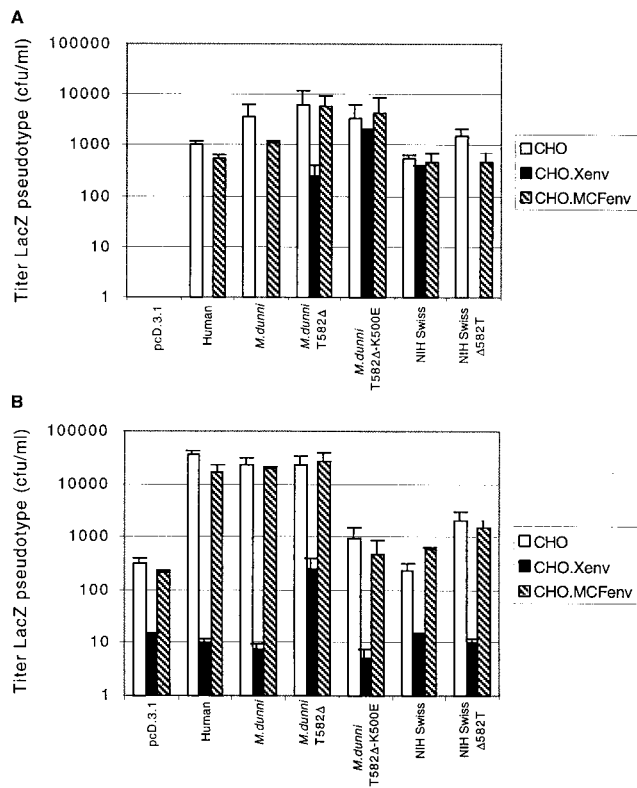 A
Titer LacZ pseudotype (cfu/ml)
100000
10000
1000
100
10
1
pcD.3.1
Human
M.dunni
M.dunni
T582Δ
M.dunni
T582Δ-K500E
NIH Swiss
NIH Swiss
Δ582T
CHO
CHO.Xenv
CHO.MCFenv
B
Titer LacZ pseudotype (cfu/ml)
100000
10000
1000
100
10
1
pcD.3.1
Human
M.dunni
M.dunni
T582Δ
M.dunni
T582Δ-K500E
NIH Swiss
NIH Swiss
Δ582T
CHO
CHO.Xenv
CHO.MCFenv